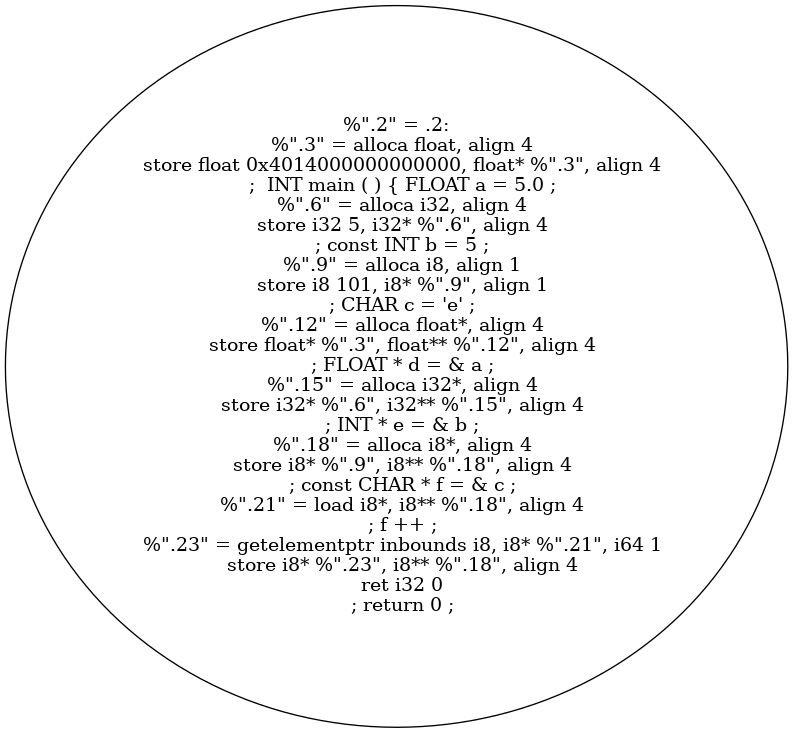 %".2" = .2:
%".3" = alloca float, align 4
store float 0x4014000000000000, float* %".3", align 4
;  INT main ( ) { FLOAT a = 5.0 ;
%".6" = alloca i32, align 4
store i32 5, i32* %".6", align 4
; const INT b = 5 ;
%".9" = alloca i8, align 1
store i8 101, i8* %".9", align 1
; CHAR c = 'e' ;
%".12" = alloca float*, align 4
store float* %".3", float** %".12", align 4
; FLOAT * d = & a ;
%".15" = alloca i32*, align 4
store i32* %".6", i32** %".15", align 4
; INT * e = & b ;
%".18" = alloca i8*, align 4
store i8* %".9", i8** %".18", align 4
; const CHAR * f = & c ;
%".21" = load i8*, i8** %".18", align 4
; f ++ ;
%".23" = getelementptr inbounds i8, i8* %".21", i64 1
store i8* %".23", i8** %".18", align 4
ret i32 0
; return 0 ;